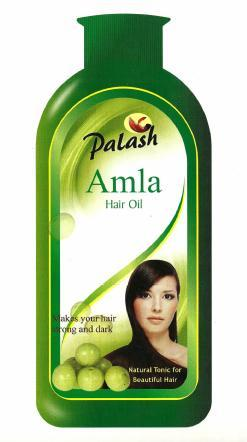 Palash
Amla
Hair Oil
Makes your hair
strong and dark
Natural Tonic for
Beautiful Hair